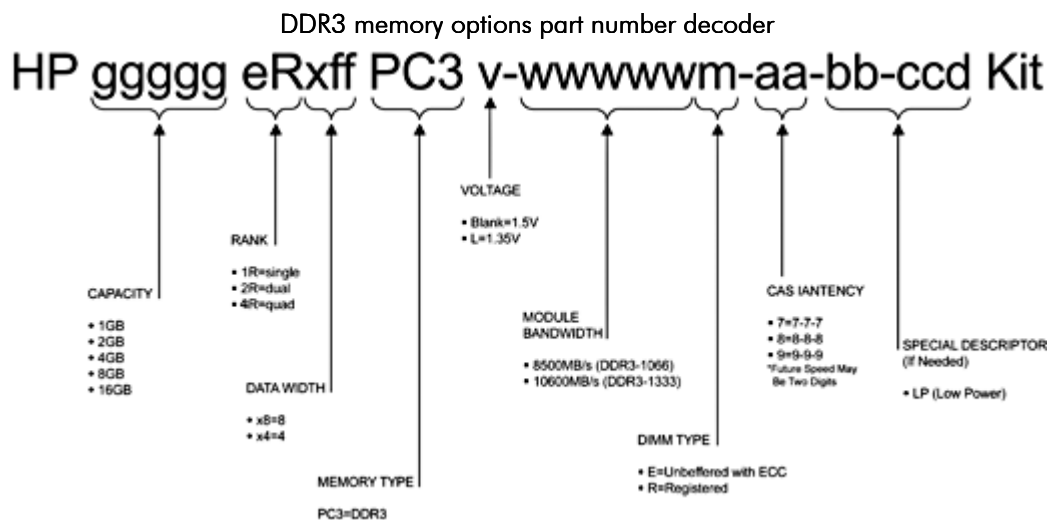 DDR3 memory options part number decoder
HP ggggg eRxff PC3 v-wwwwwm-aa-bb-ccd Kit
VOLTAGE
▪ Blank=1.5V
▪ L=1.35V
RANK
▪ 1R=single
▪ 2R=dual
▪ 4R=quad
CAPACITY
• 1GB
• 2GB
• 4GB
• 8GB
• 16GB
CAS IANTENCY
▪ 7=7-7-7
▪ 8=8-8-8
▪ 9=9-9-9
*Future Speed May
Be Two Digits
MODULE
BANDWIDTH
▪ 8500MB/s (DDR3-1066)
▪ 10600MB/s (DDR3-1333)
SPECIAL DESCRIPTOR
(If Needed)
• LP (Low Power)
DATA WIDTH
• x8=8
• x4=4
DIMM TYPE
• E=Unbeffered with ECC
• R=Registered
MEMORY TYPE
PC3=DDR3